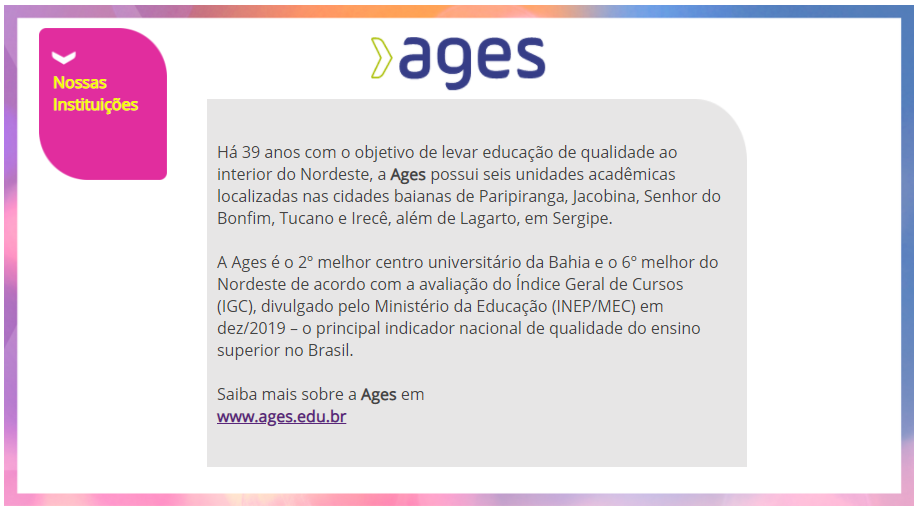 Nossas
Instituições
ages
Há 39 anos com o objetivo de levar educação de qualidade ao
interior do Nordeste, a Ages possui seis unidades acadêmicas
localizadas nas cidades baianas de Paripiranga, Jacobina, Senhor do
Bonfim, Tucano e Irecê, além de Lagarto, em Sergipe.
A Ages é o 2º melhor centro universitário da Bahia e o 6º melhor do
Nordeste de acordo com a avaliação do Índice Geral de Cursos
(IGC), divulgado pelo Ministério da Educação (INEP/MEC) em
dez/2019 – o principal indicador nacional de qualidade do ensino
superior no Brasil.
Saiba mais sobre a Ages em
www.ages.edu.br